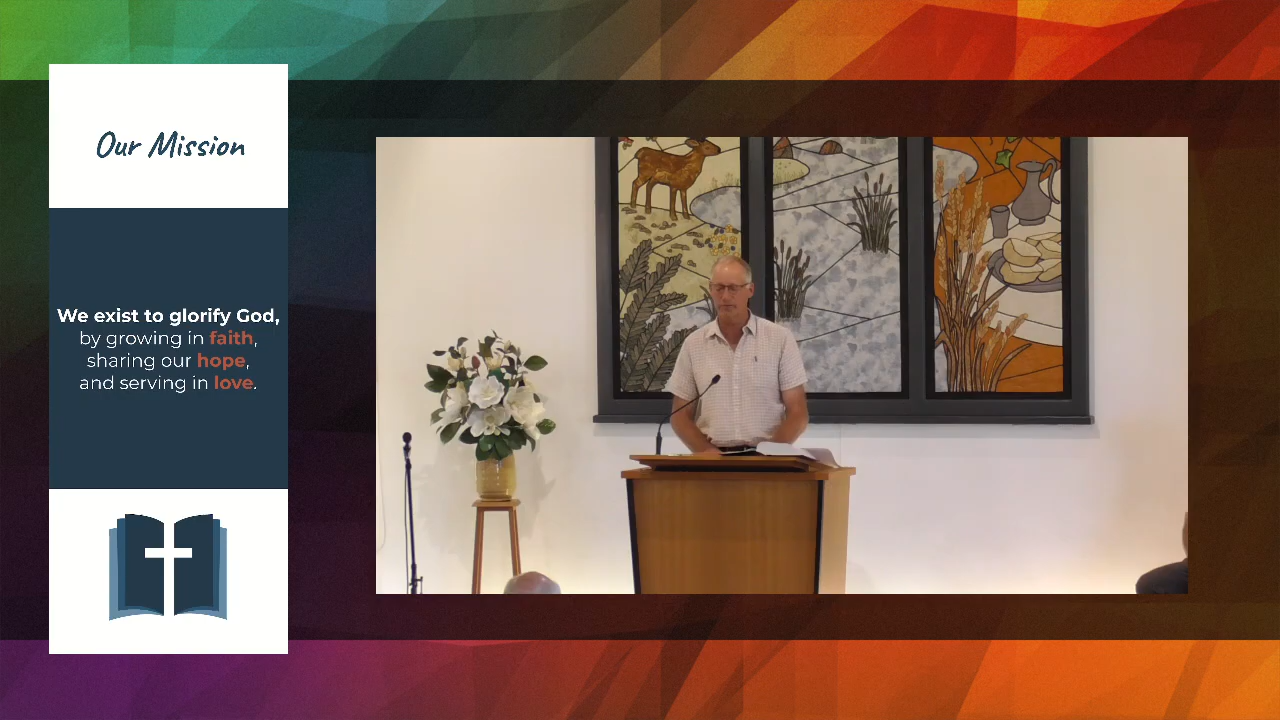 Our Mission
We exist to glorify God,
by growing in faith,
sharing our hope,
and serving in love.